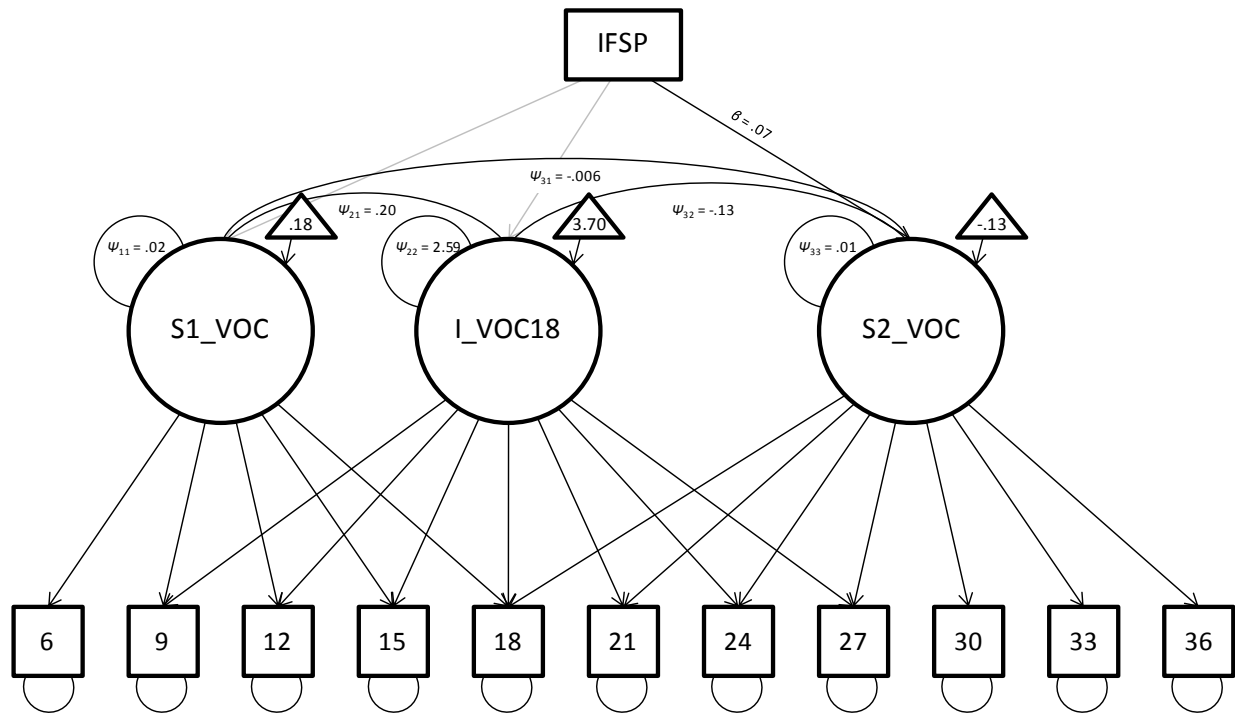 IFSP
β = .07
Ψ31 = -.006
Ψ21 = .20
Ψ32 = -.13
.18
3.70
-.13
Ψ11 = .02
Ψ22 = 2.59
Ψ33 = .01
S1_VOC
I_VOC18
S2_VOC
6
9
12
15
18
21
24
27
30
33
36